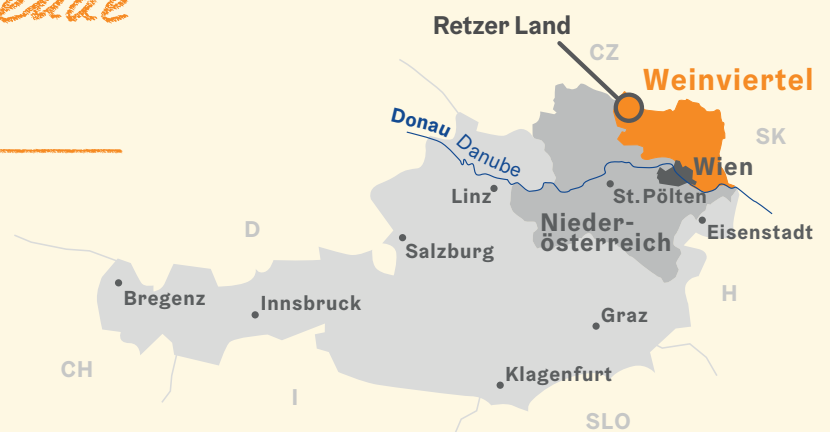 Retzer Land
CZ
Weinviertel
Donau Danube
SK
Wien
Linz
St.Pölten
Nieder-
österreich
Eisenstadt
D
Salzburg
Bregenz
Innsbruck
H
Graz
CH
Klagenfurt
I
SLO